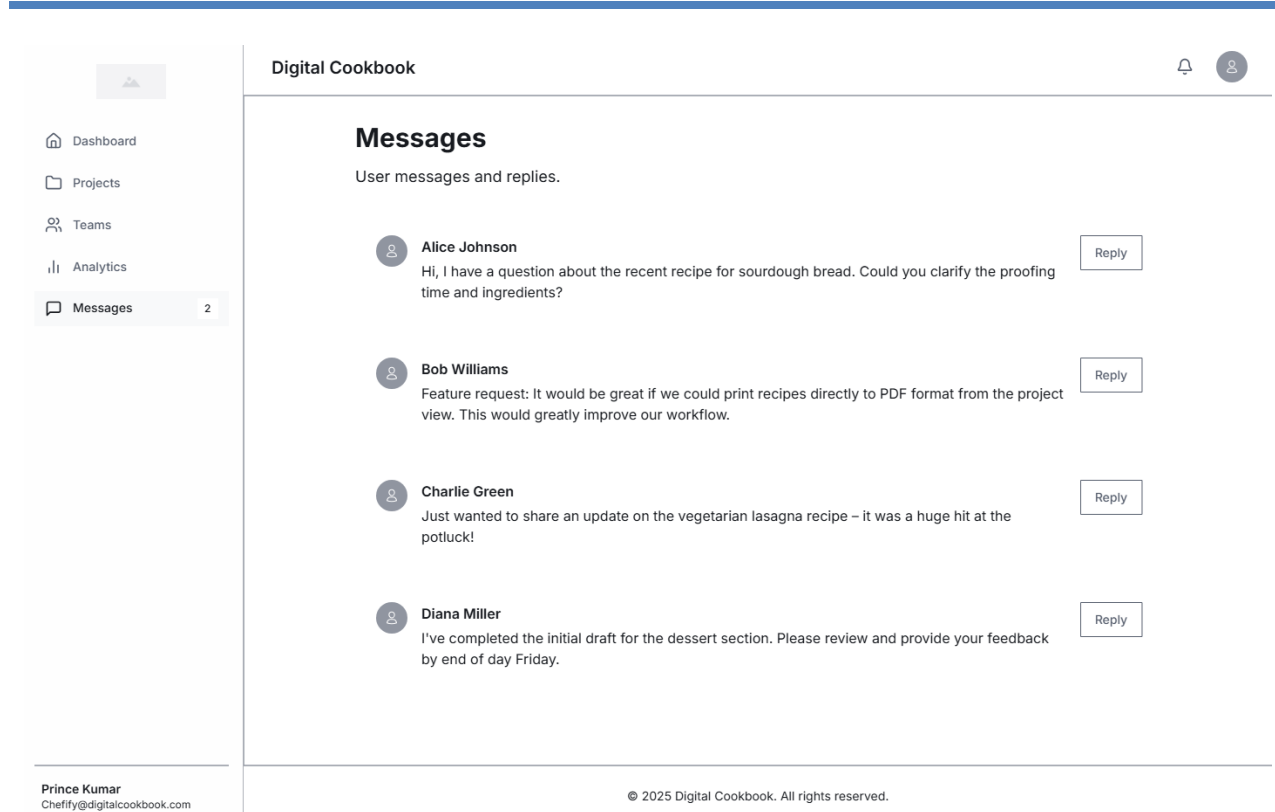 Digital Cookbook
Dashboard
Projects
Teams
Analytics
Messages 2
Prince Kumar
Chefify@digitalcookbook.com
Messages
User messages and replies.
Alice Johnson
Hi, I have a question about the recent recipe for sourdough bread. Could you clarify the proofing
time and ingredients?
Reply
Bob Williams
Feature request: It would be great if we could print recipes directly to PDF format from the project
view. This would greatly improve our workflow.
Reply
Charlie Green
Just wanted to share an update on the vegetarian lasagna recipe – it was a huge hit at the
potluck!
Reply
Diana Miller
I've completed the initial draft for the dessert section. Please review and provide your feedback
by end of day Friday.
Reply
© 2025 Digital Cookbook. All rights reserved.